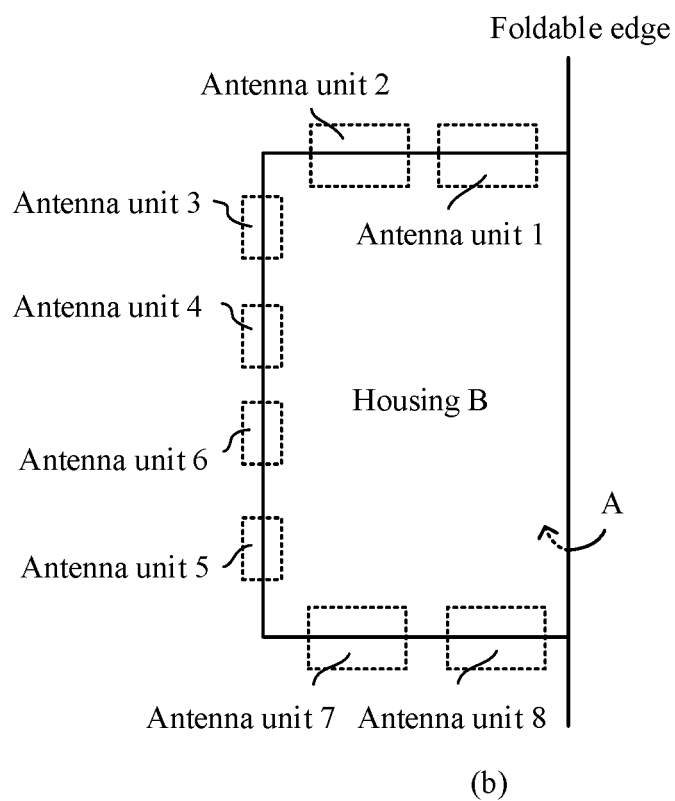 Foldable edge
Antenna unit 2
Antenna unit 3
Antenna unit 1
Antenna unit 4
Housing B
Antenna unit 6
A
Antenna unit 5
Antenna unit 7
Antenna unit 8
(b)